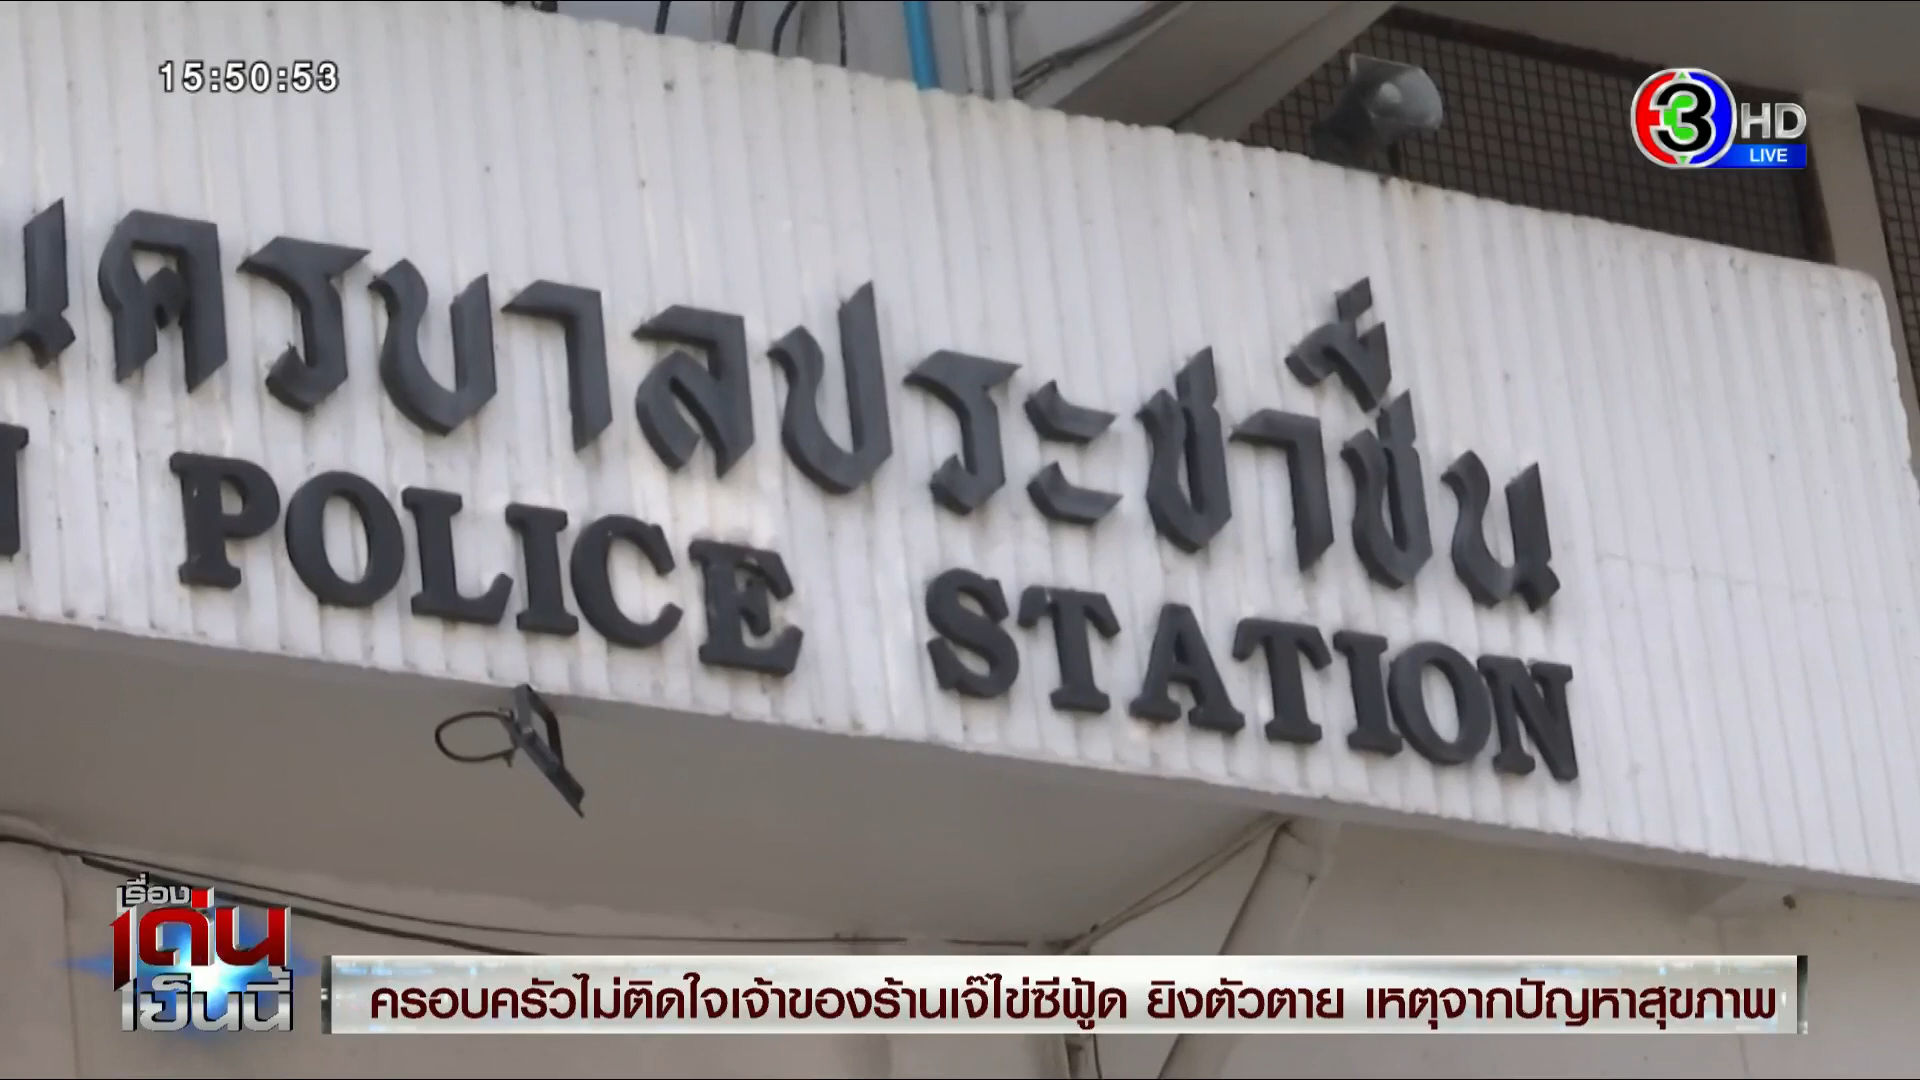 15:50:53
3 HD
LIVE
นครบาลประชาชื่น
POLICE STATION
เรื่อง
เด่น
เย็นนี้
ครอบครัวไม่ติดใจเจ้าของร้านเจ๊ไข่ซีฟู้ด ยิงตัวตาย เหตุจากปัญหาสุขภาพ